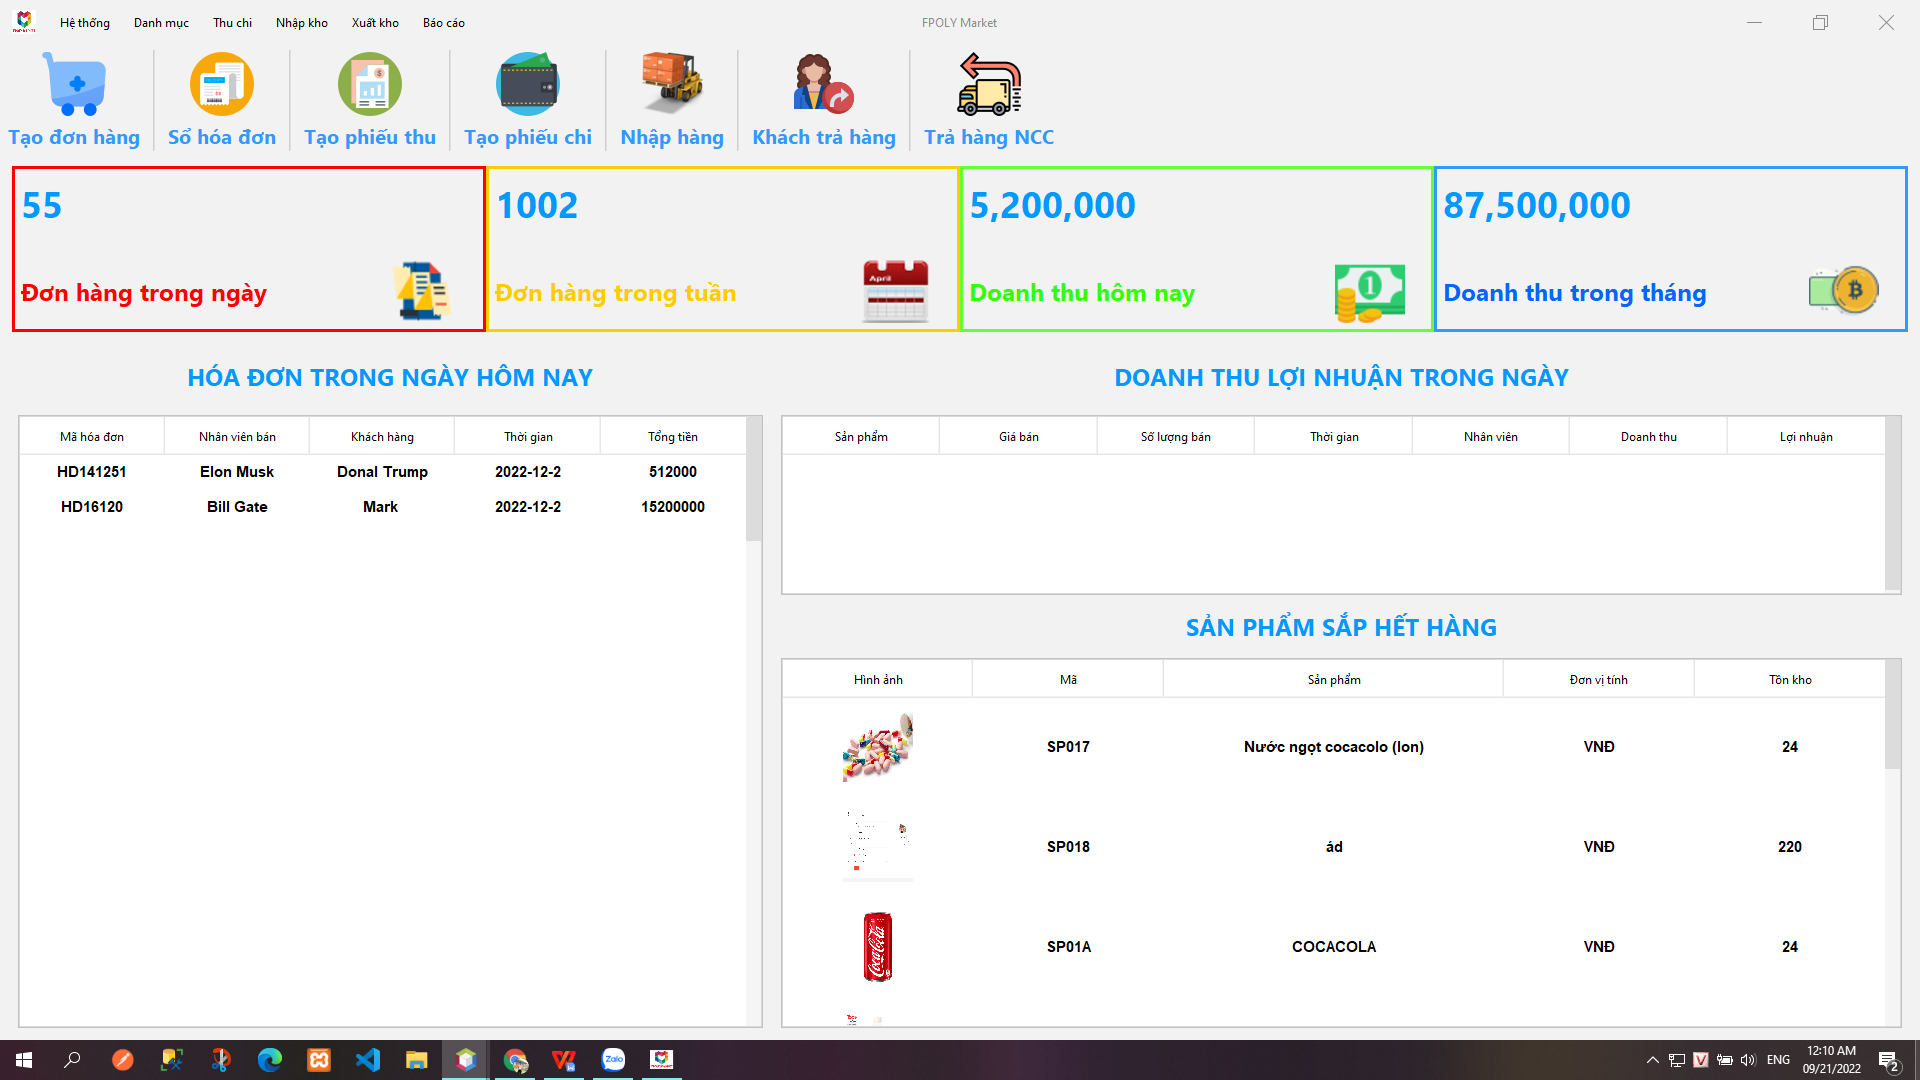 Hệ thống Danh mục Thu chi Nhập kho Xuất kho Báo cáo FPOLY Market
Tạo đơn hàng Sổ hóa đơn Tạo phiếu thu Tạo phiếu chi Nhập hàng Khách trả hàng Trả hàng NCC
55 1002 5,200,000 87,500,000
April
Đơn hàng trong ngày Đơn hàng trong tuần Doanh thu hôm nay Doanh thu trong tháng
HÓA ĐƠN TRONG NGÀY HÔM NAY
Mã hóa đơn Nhân viên bán Khách hàng Thời gian Tổng tiền
HD141251 Elon Musk Donal Trump 2022-12-2 512000
HD16120 Bill Gate Mark 2022-12-2 15200000
DOANH THU LỢI NHUẬN TRONG NGÀY
Sản phẩm Giá bán Số lượng bán Thời gian Nhân viên Doanh thu Lợi nhuận
SẢN PHẨM SẮP HẾT HÀNG
Hình ảnh Mã Sản phẩm Đơn vị tính Tồn kho
SP017 Nước ngọt cocacolo (lon) VNĐ 24
SP018 ád VNĐ 220
Coca-Cola
SP01A COCACOLA VNĐ 24
Zalo
ENG 12:10 AM
09/21/2022
2